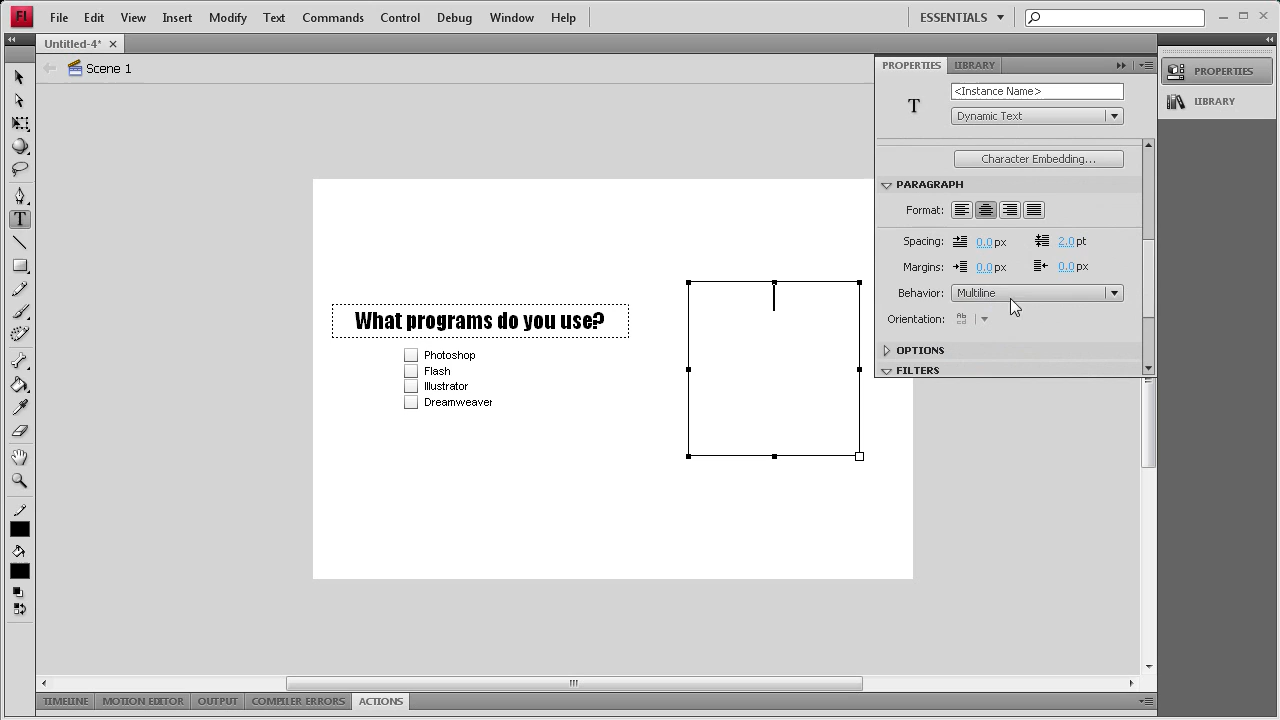 FL File Edit View Insert Modify Text Commands Control Debug Window Help ESSENTIALS
Untitled-4*
Scene 1
PROPERTIES LIBRARY
PROPERTIES
LIBRARY
T
<Instance Name>
Dynamic Text
Character Embedding...
PARAGRAPH
Format:
Spacing: 0.0 px 2.0 pt
Margins: 0.0 px 0.0 px
Behavior: Multiline
Orientation:
OPTIONS
FILTERS
What programs do you use?
Photoshop
Flash
Illustrator
Dreamweaver
TIMELINE MOTION EDITOR OUTPUT COMPILER ERRORS ACTIONS